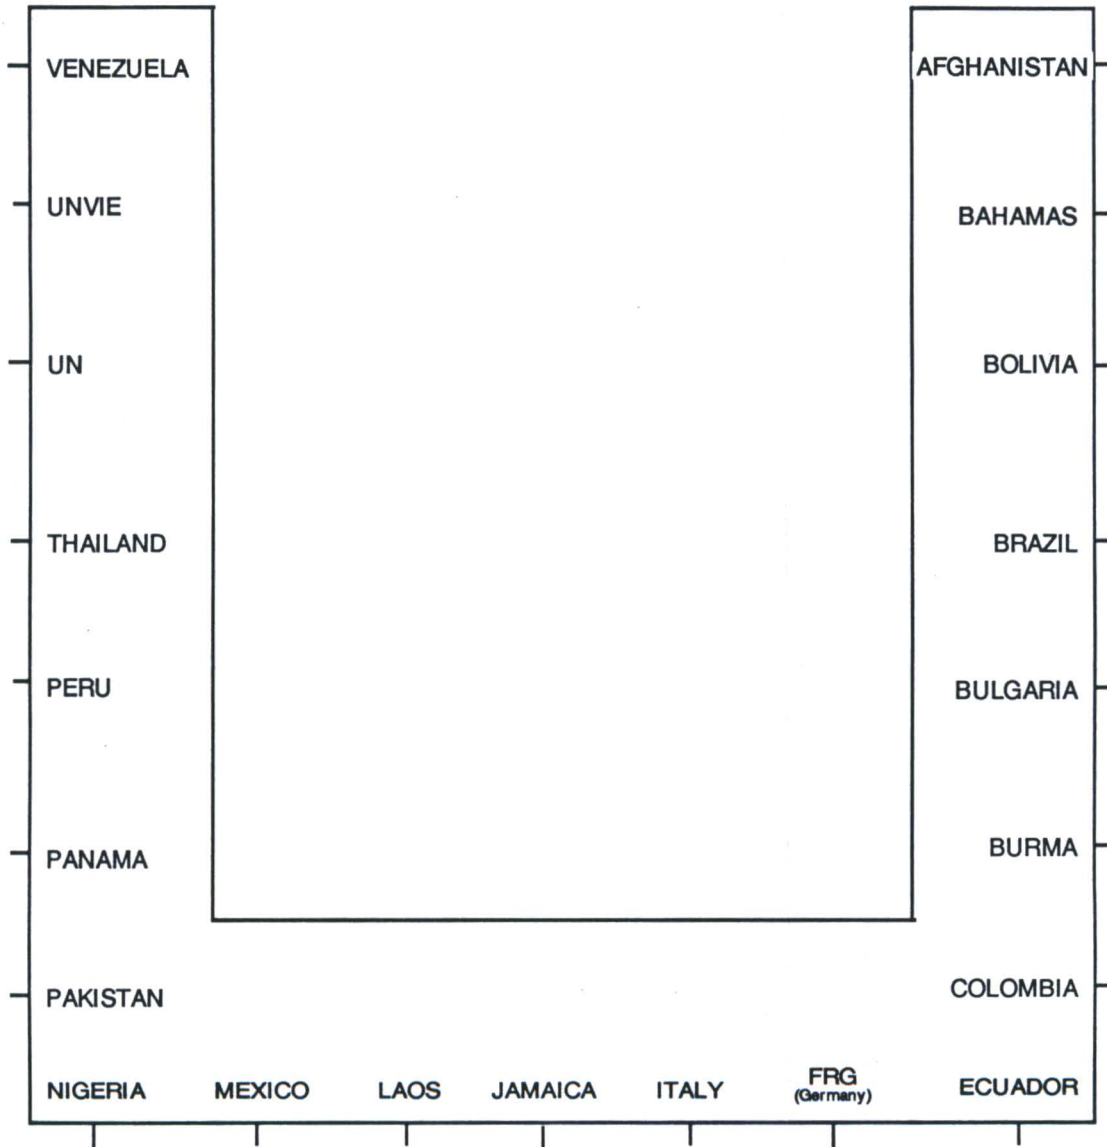 VENEZUELA
AFGHANISTAN
UNVIE
BAHAMAS
UN
BOLIVIA
THAILAND
BRAZIL
PERU
BULGARIA
PANAMA
BURMA
PAKISTAN
COLOMBIA
NIGERIA MEXICO LAOS JAMAICA ITALY FRG ECUADOR
(Germany)